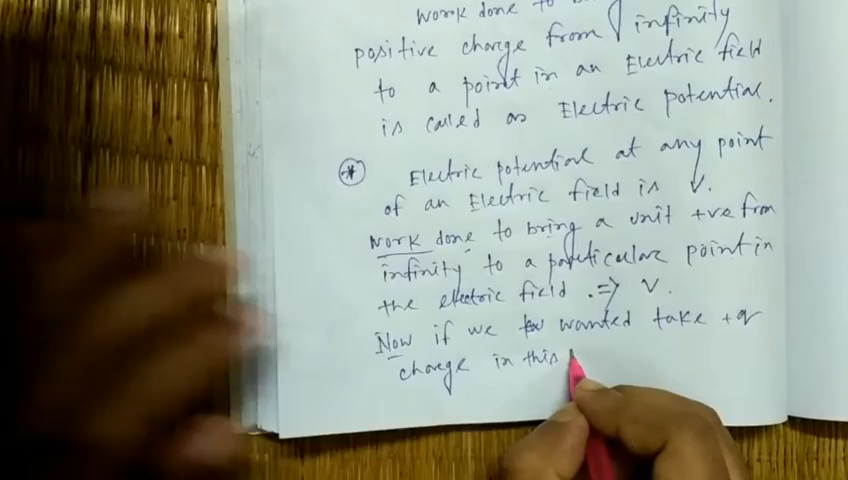 work done to
positive charge from infinity
to a point in an Electric field
is called as Electric potential.
* Electric potential at any point
of an Electric field is V.
work done to bring a unit +ve from
infinity to a particular point in
the electric field . => V.
Now if we wanted take +q
charge in this